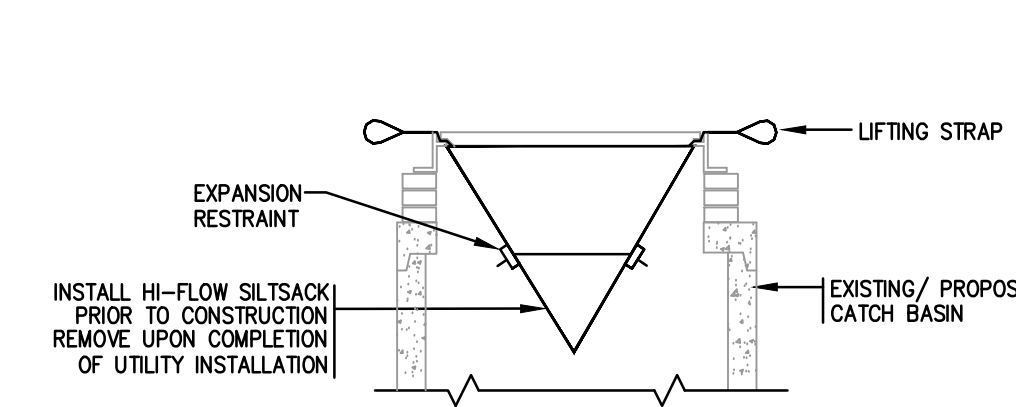 LIFTING STRAP
EXPANSION
RESTRAINT
INSTALL HI-FLOW SILTSACK
PRIOR TO CONSTRUCTION
REMOVE UPON COMPLETION
OF UTILITY INSTALLATION
EXISTING/ PROPOS
CATCH BASIN